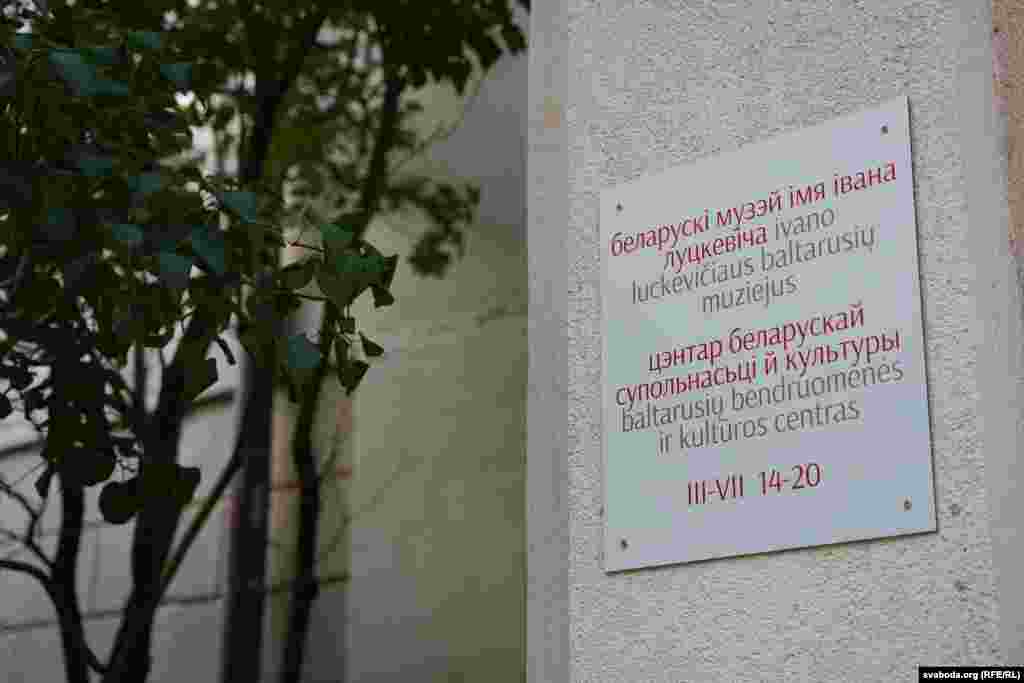 беларускі музэй імя івана
луцкевіча ivano
luckevičiaus baltarusių
muziejus
цэнтар беларускай
супольнасьці й культуры
baltarusių bendruomenės
ir kultūros centras
III-VII 14-20
svaboda.org (RFE/RL)